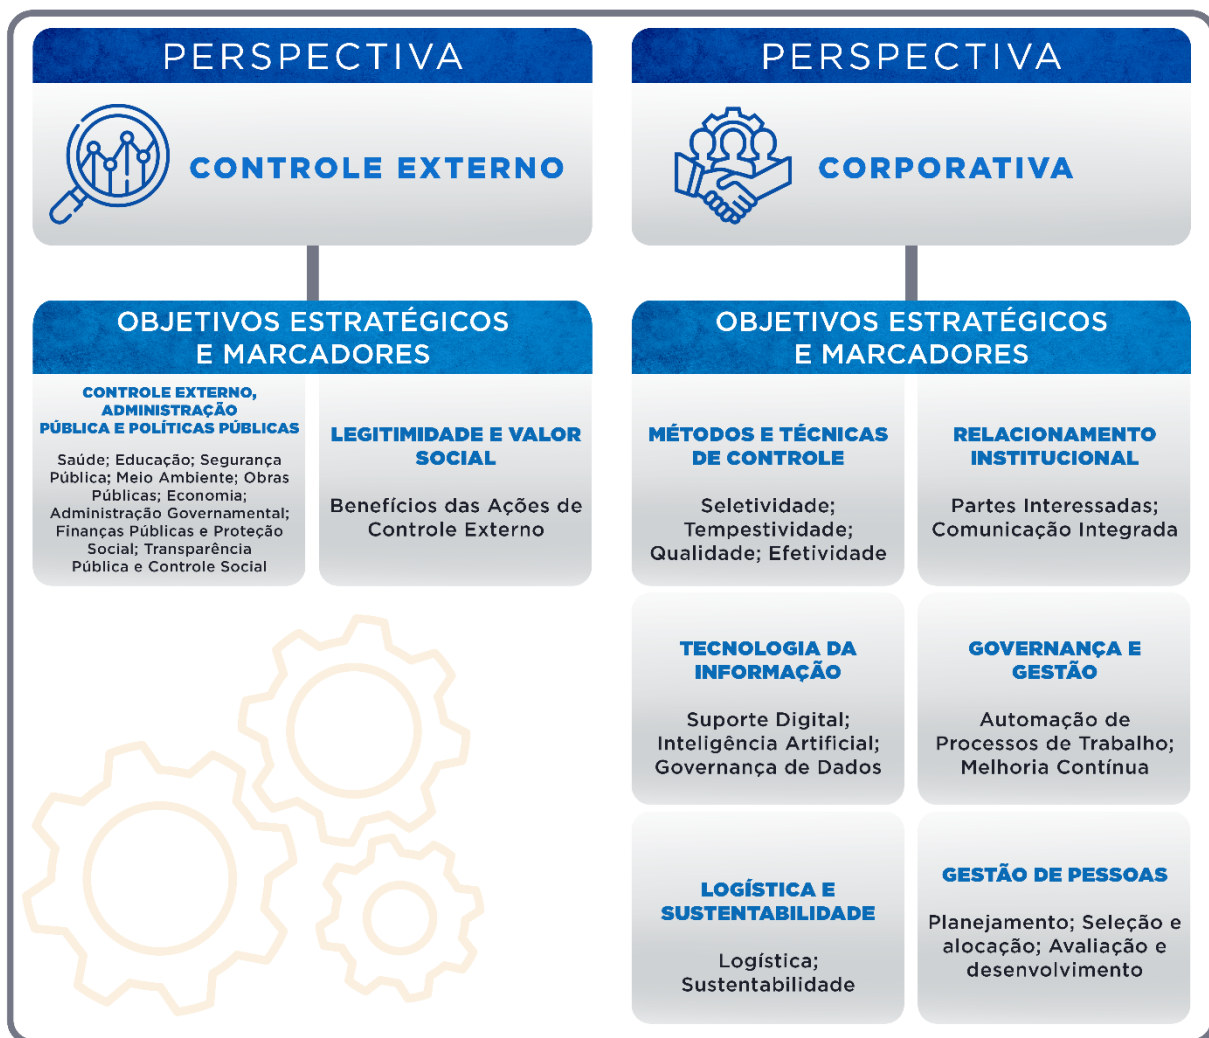 PERSPECTIVA
CONTROLE EXTERNO
OBJETIVOS ESTRATÉGICOS
E MARCADORES
CONTROLE EXTERNO,
ADMINISTRAÇÃO
PÚBLICA E POLÍTICAS PÚBLICAS
Saúde; Educação; Segurança
Pública; Meio Ambiente; Obras
Públicas; Economia;
Administração Governamental;
Finanças Públicas e Proteção
Social; Transparência
Pública e Controle Social
LEGITIMIDADE E VALOR
SOCIAL
Benefícios das Ações de
Controle Externo
PERSPECTIVA
CORPORATIVA
OBJETIVOS ESTRATÉGICOS
E MARCADORES
MÉTODOS E TÉCNICAS
DE CONTROLE
Seletividade;
Tempestividade;
Qualidade; Efetividade
RELACIONAMENTO
INSTITUCIONAL
Partes Interessadas;
Comunicação Integrada
TECNOLOGIA DA
INFORMAÇÃO
Suporte Digital;
Inteligência Artificial;
Governança de Dados
GOVERNANÇA E
GESTÃO
Automação de
Processos de Trabalho;
Melhoria Contínua
LOGÍSTICA E
SUSTENTABILIDADE
Logística;
Sustentabilidade
GESTÃO DE PESSOAS
Planejamento; Seleção e
alocação; Avaliação e
desenvolvimento